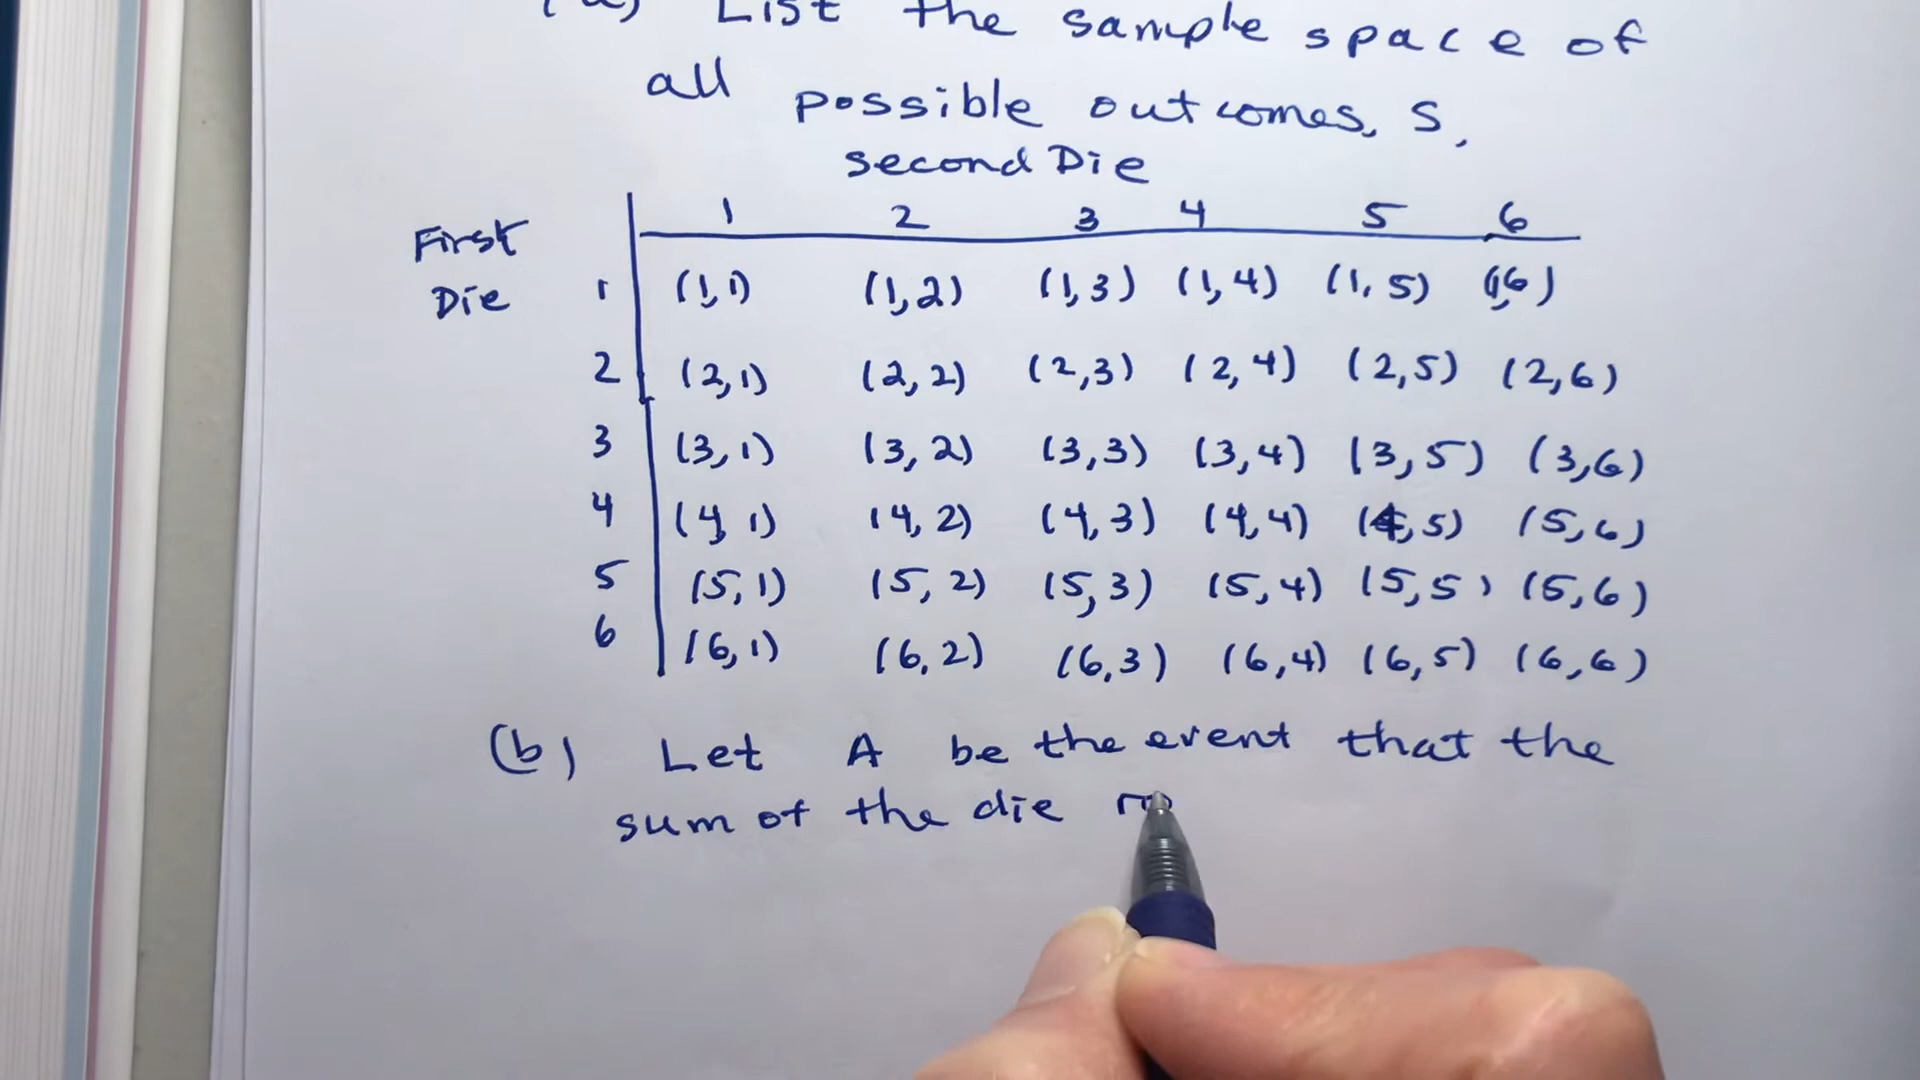 (a) List the sample space of
all possible outcomes, S,
second Die
First Die
1 2 3 4 5 6
1 (1,1) (1,2) (1,3) (1,4) (1,5) (1,6)
2 (2,1) (2,2) (2,3) (2,4) (2,5) (2,6)
3 (3,1) (3,2) (3,3) (3,4) (3,5) (3,6)
4 (4,1) (4,2) (4,3) (4,4) (4,5) (5,6)
5 (5,1) (5,2) (5,3) (5,4) (5,5) (5,6)
6 (6,1) (6,2) (6,3) (6,4) (6,5) (6,6)
(b) Let A be the event that the
sum of the die